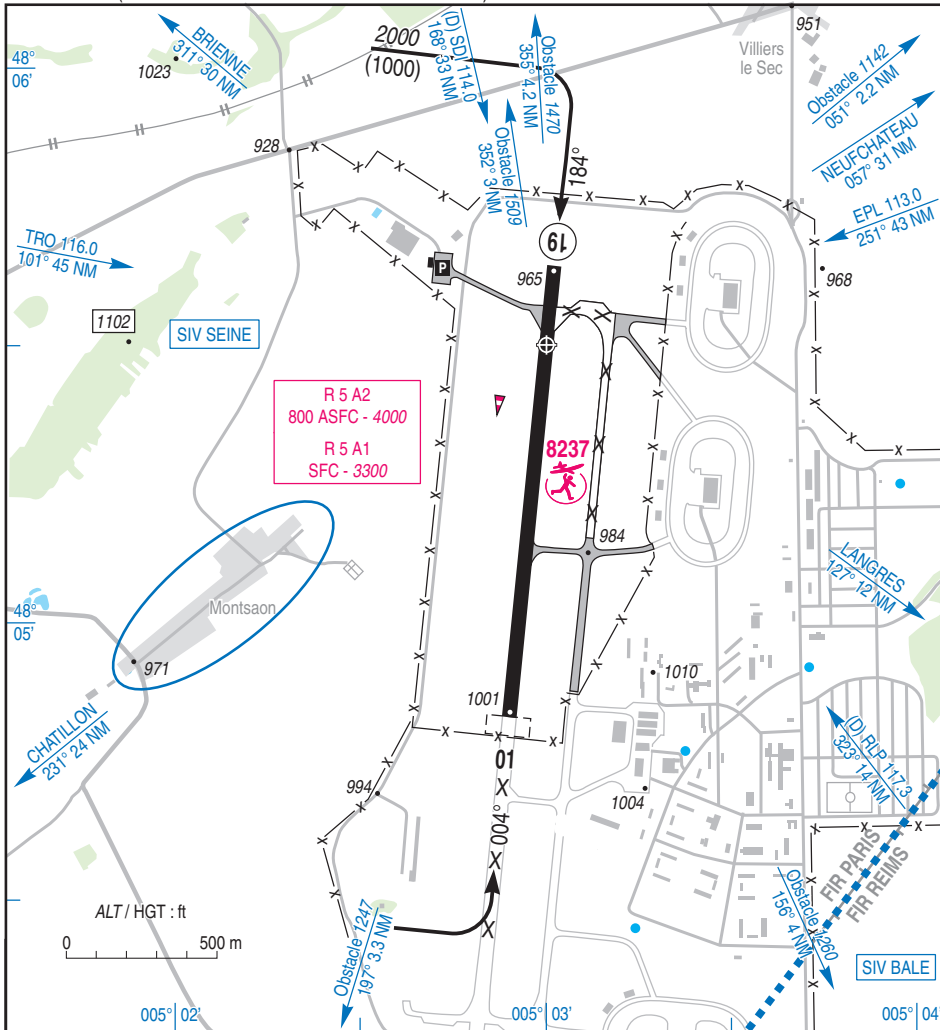 BRIENNE
311° 30 NM
1023
2000
(1000)
(D) SDI 114.0
168° 33 NM
Obstacle 1470
355° 4.2 NM
Villiers
le Sec
951
Obstacle 1142
051° 2.2 NM
48°
06'
928
Obstacle 1509
352° 3 NM
184°
NEUFCHATEAU
057° 31 NM
EPL 113.0
251° 43 NM
TRO 116.0
101° 45 NM
19
P
965
968
1102
SIV SEINE
R 5 A2
800 ASFC - 4000
R 5 A1
SFC - 3300
8237
984
LANGRES
127° 12 NM
48°
05'
Montsaon
971
1010
1001
CHATILLON
231° 24 NM
(D) RLP 117.3
323° 14 NM
01
994
1004
004°
FIR PARIS
FIR REIMS
ALT / HGT : ft
0
500 m
Obstacle 1247
197° 3.3 NM
Obstacle 1260
156° 4 NM
SIV BALE
005° 02'
005° 03'
005° 04'